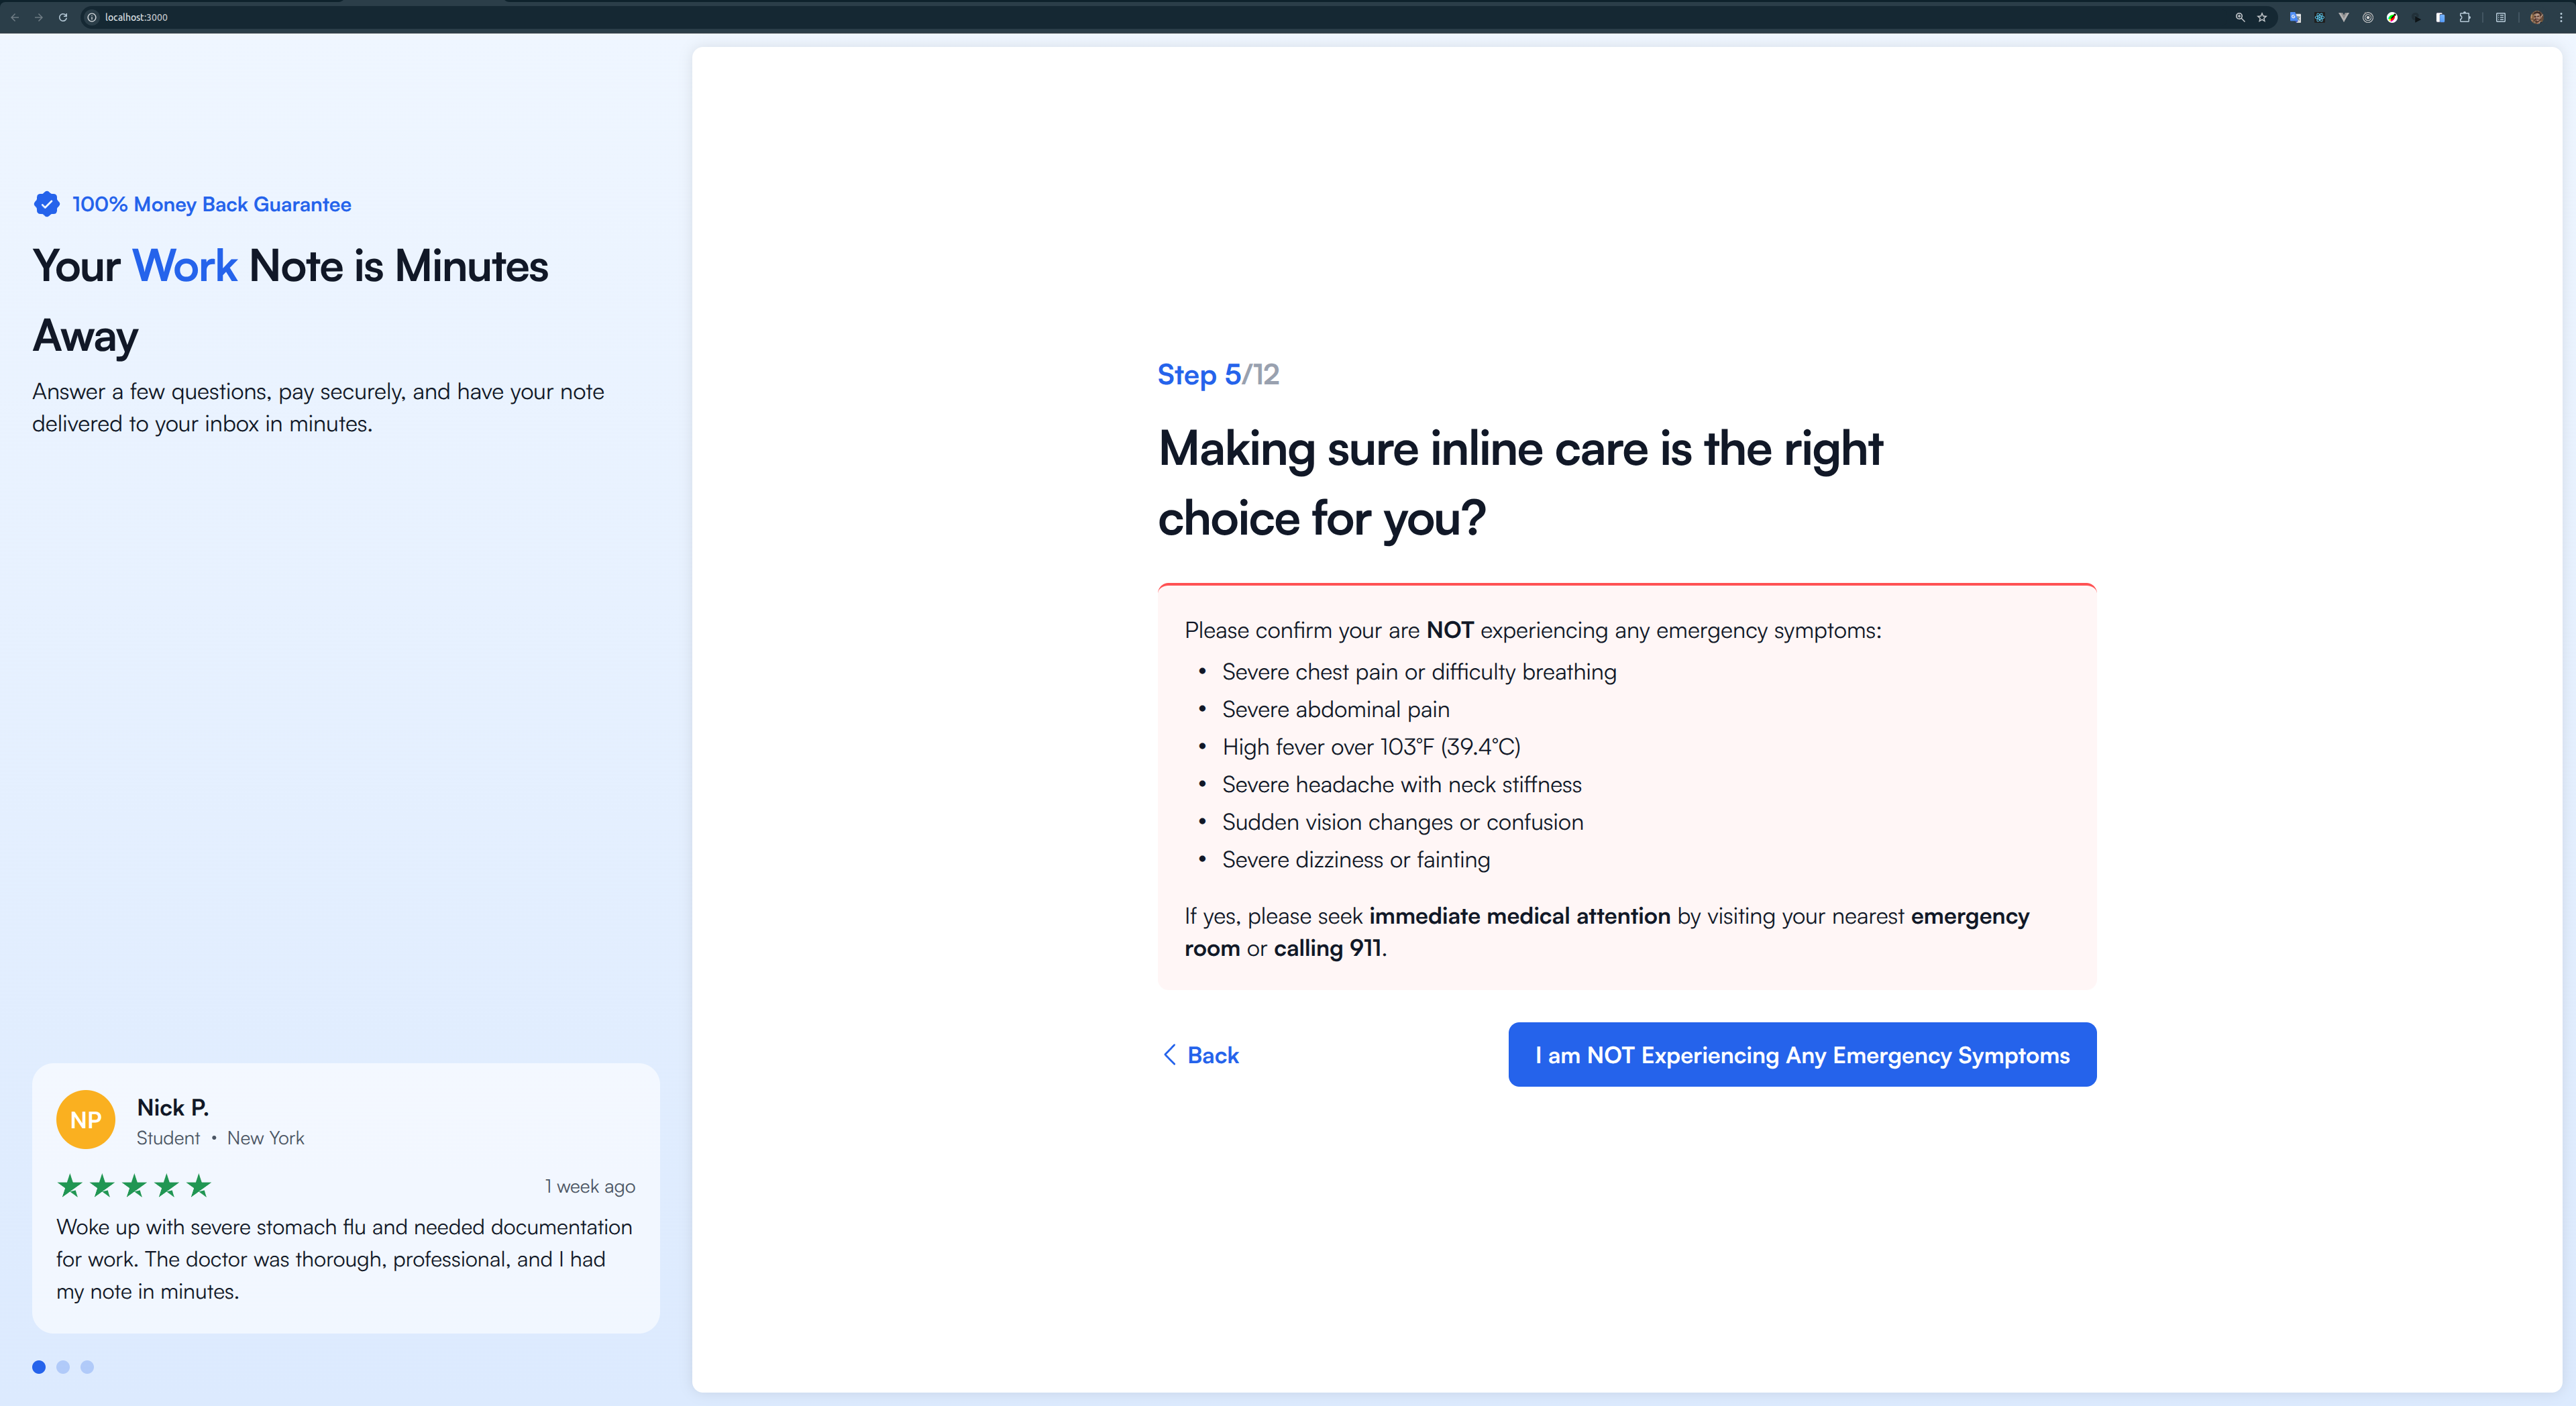 localhost:3000
100% Money Back Guarantee
Your Work Note is Minutes
Away
Answer a few questions, pay securely, and have your note
delivered to your inbox in minutes.
NP
Nick P.
Student • New York
1 week ago
Woke up with severe stomach flu and needed documentation
for work. The doctor was thorough, professional, and I had
my note in minutes.
Step 5/12
Making sure inline care is the right
choice for you?
Please confirm your are NOT experiencing any emergency symptoms:
• Severe chest pain or difficulty breathing
• Severe abdominal pain
• High fever over 103°F (39.4°C)
• Severe headache with neck stiffness
• Sudden vision changes or confusion
• Severe dizziness or fainting
If yes, please seek immediate medical attention by visiting your nearest emergency
room or calling 911.
Back
I am NOT Experiencing Any Emergency Symptoms